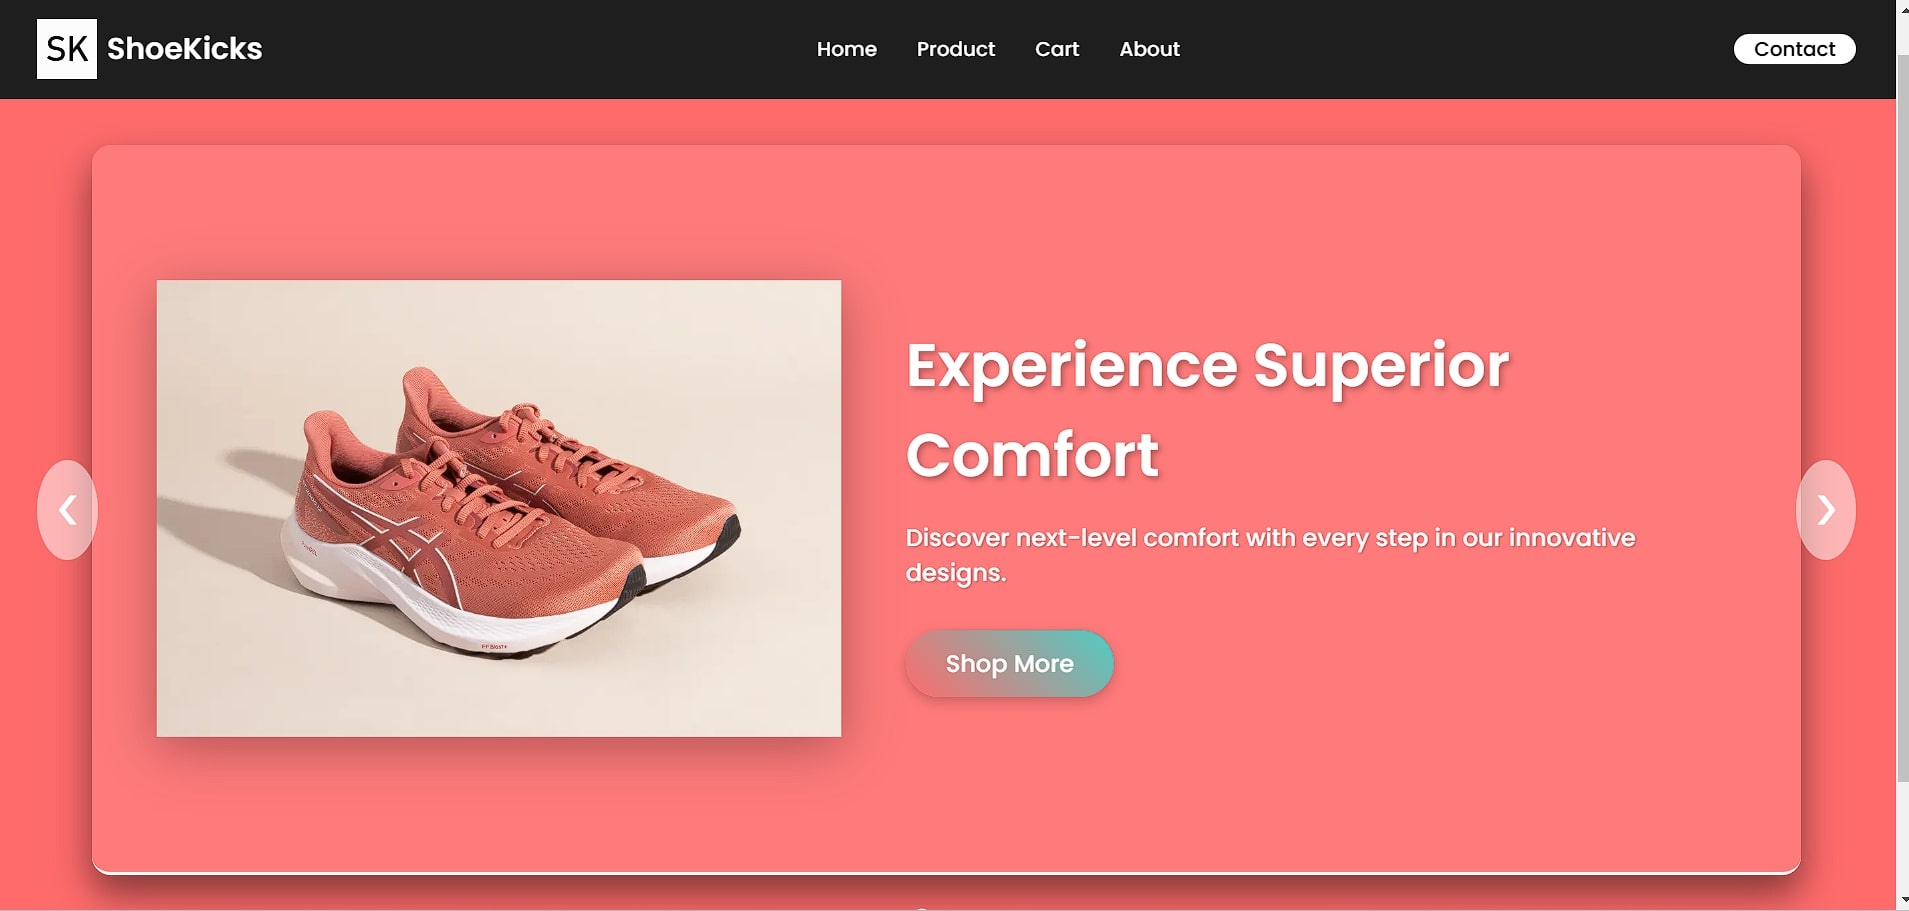 SK ShoeKicks
Home Product Cart About
Contact
Experience Superior
Comfort
Discover next-level comfort with every step in our innovative
designs.
Shop More